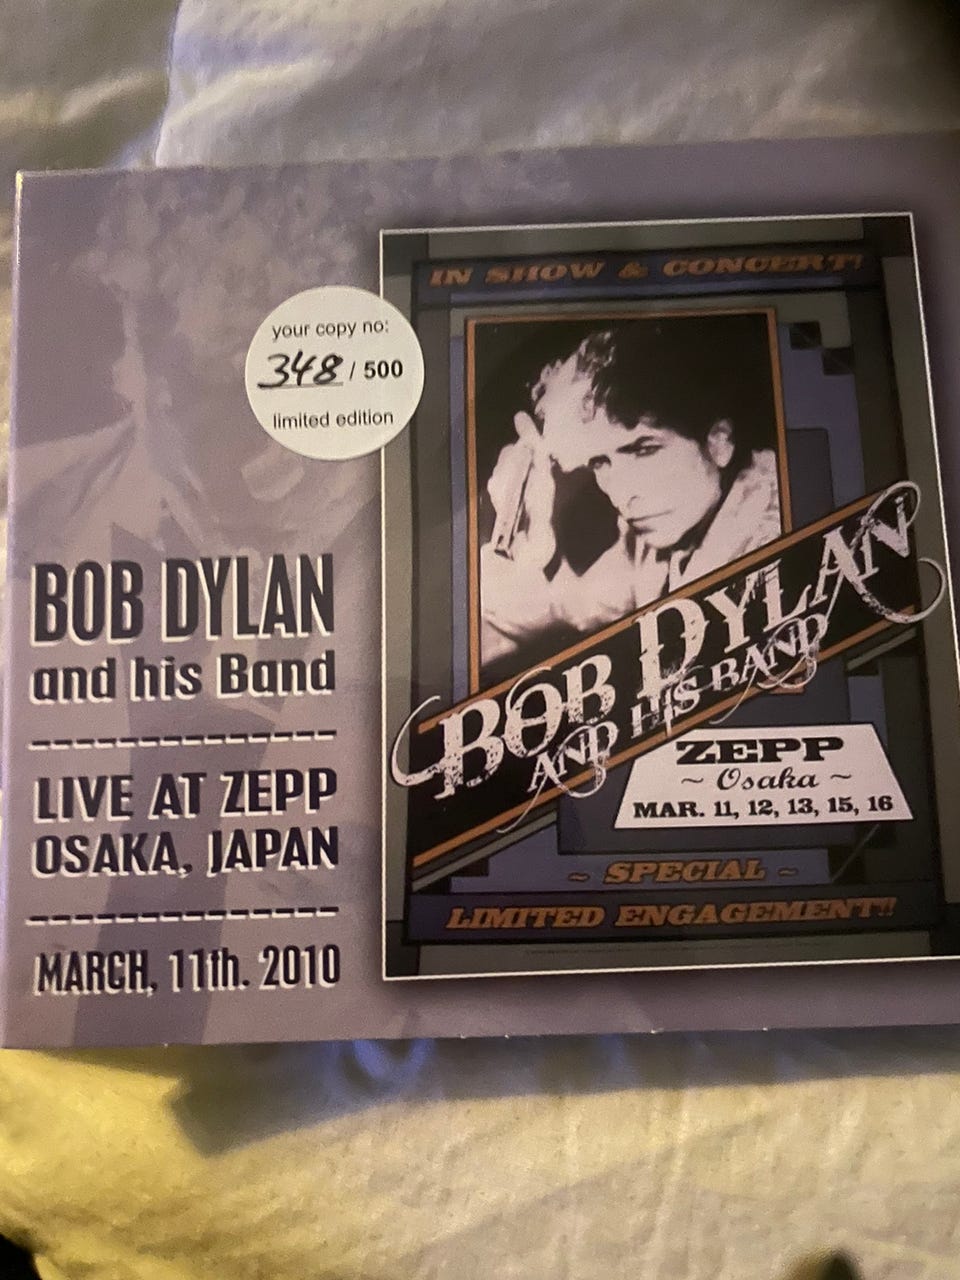 your copy no:
348 / 500
limited edition
BOB DYLAN
and his Band
LIVE AT ZEPP
OSAKA, JAPAN
MARCH, 11th. 2010
IN SHOW & CONCERT!
BOB DYLAN
AND HIS BAND
ZEPP
~ Osaka ~
MAR. 11, 12, 13, 15, 16
~ SPECIAL ~
LIMITED ENGAGEMENT!!